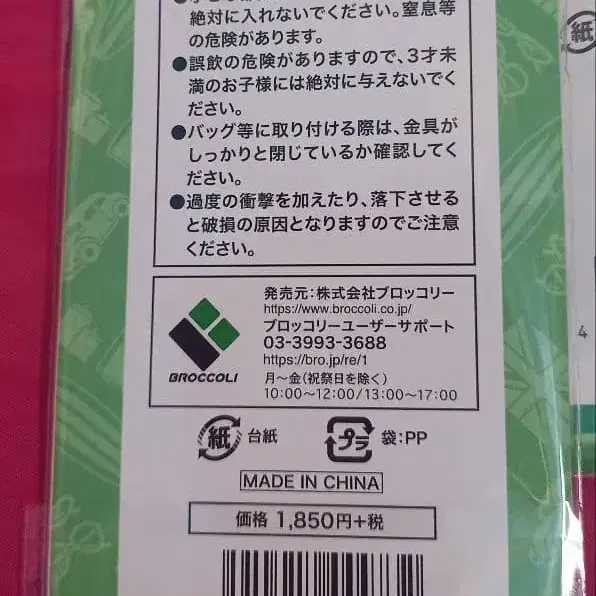 絶対に入れないでください。窒息等
の危険があります。
●誤飲の危険がありますので、3才未
満のお子様には絶対に与えないでく
ださい。
●バッグ等に取り付ける際は、金具が
しっかりと閉じているか確認してく
ださい。
●過度の衝撃を加えたり、落下させる
と破損の原因となりますのでご注意
ください。
BROCCOLI
発売元:株式会社ブロッコリー
https://www.broccoli.co.jp/
ブロッコリーユーザーサポート
03-3993-3688
https://bro.jp/re/1
月〜金(祝祭日を除く)
10:00〜12:00/13:00〜17:00
紙 台紙
プラ 袋:PP
MADE IN CHINA
価格 1,850円+税
紙
4